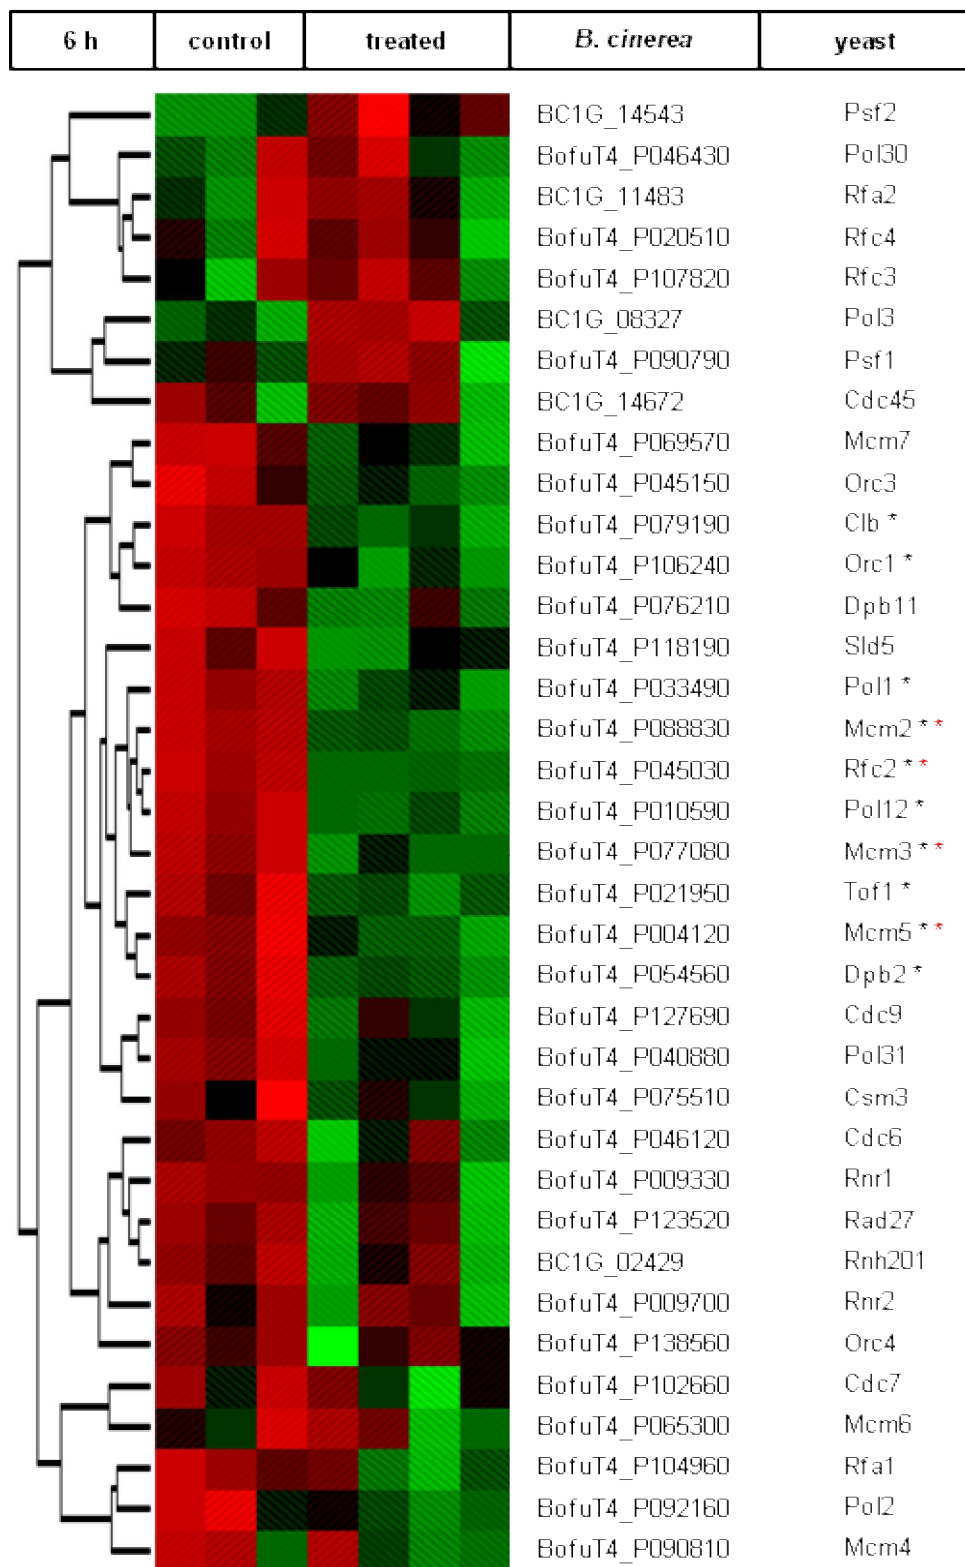 6 h control treated B. cinerea yeast
BC1G_14543 Psf2
BofuT4_P046430 Pol30
BC1G_11483 Rfa2
BofuT4_P020510 Rfc4
BofuT4_P107820 Rfc3
BC1G_08327 Pol3
BofuT4_P090790 Psf1
BC1G_14672 Cdc45
BofuT4_P069570 Mcm7
BofuT4_P045150 Orc3
BofuT4_P079190 Clb *
BofuT4_P106240 Orc1 *
BofuT4_P076210 Dpb11
BofuT4_P118190 Sld5
BofuT4_P033490 Pol1 *
BofuT4_P088830 Mcm2 * *
BofuT4_P045030 Rfc2 * *
BofuT4_P010590 Pol12 *
BofuT4_P077080 Mcm3 * *
BofuT4_P021950 Tof1 *
BofuT4_P004120 Mcm5 * *
BofuT4_P054560 Dpb2 *
BofuT4_P127690 Cdc9
BofuT4_P040880 Pol31
BofuT4_P075510 Csm3
BofuT4_P046120 Cdc6
BofuT4_P009330 Rnr1
BofuT4_P123520 Rad27
BC1G_02429 Rnh201
BofuT4_P009700 Rnr2
BofuT4_P138560 Orc4
BofuT4_P102660 Cdc7
BofuT4_P065300 Mcm6
BofuT4_P104960 Rfa1
BofuT4_P092160 Pol2
BofuT4_P090810 Mcm4